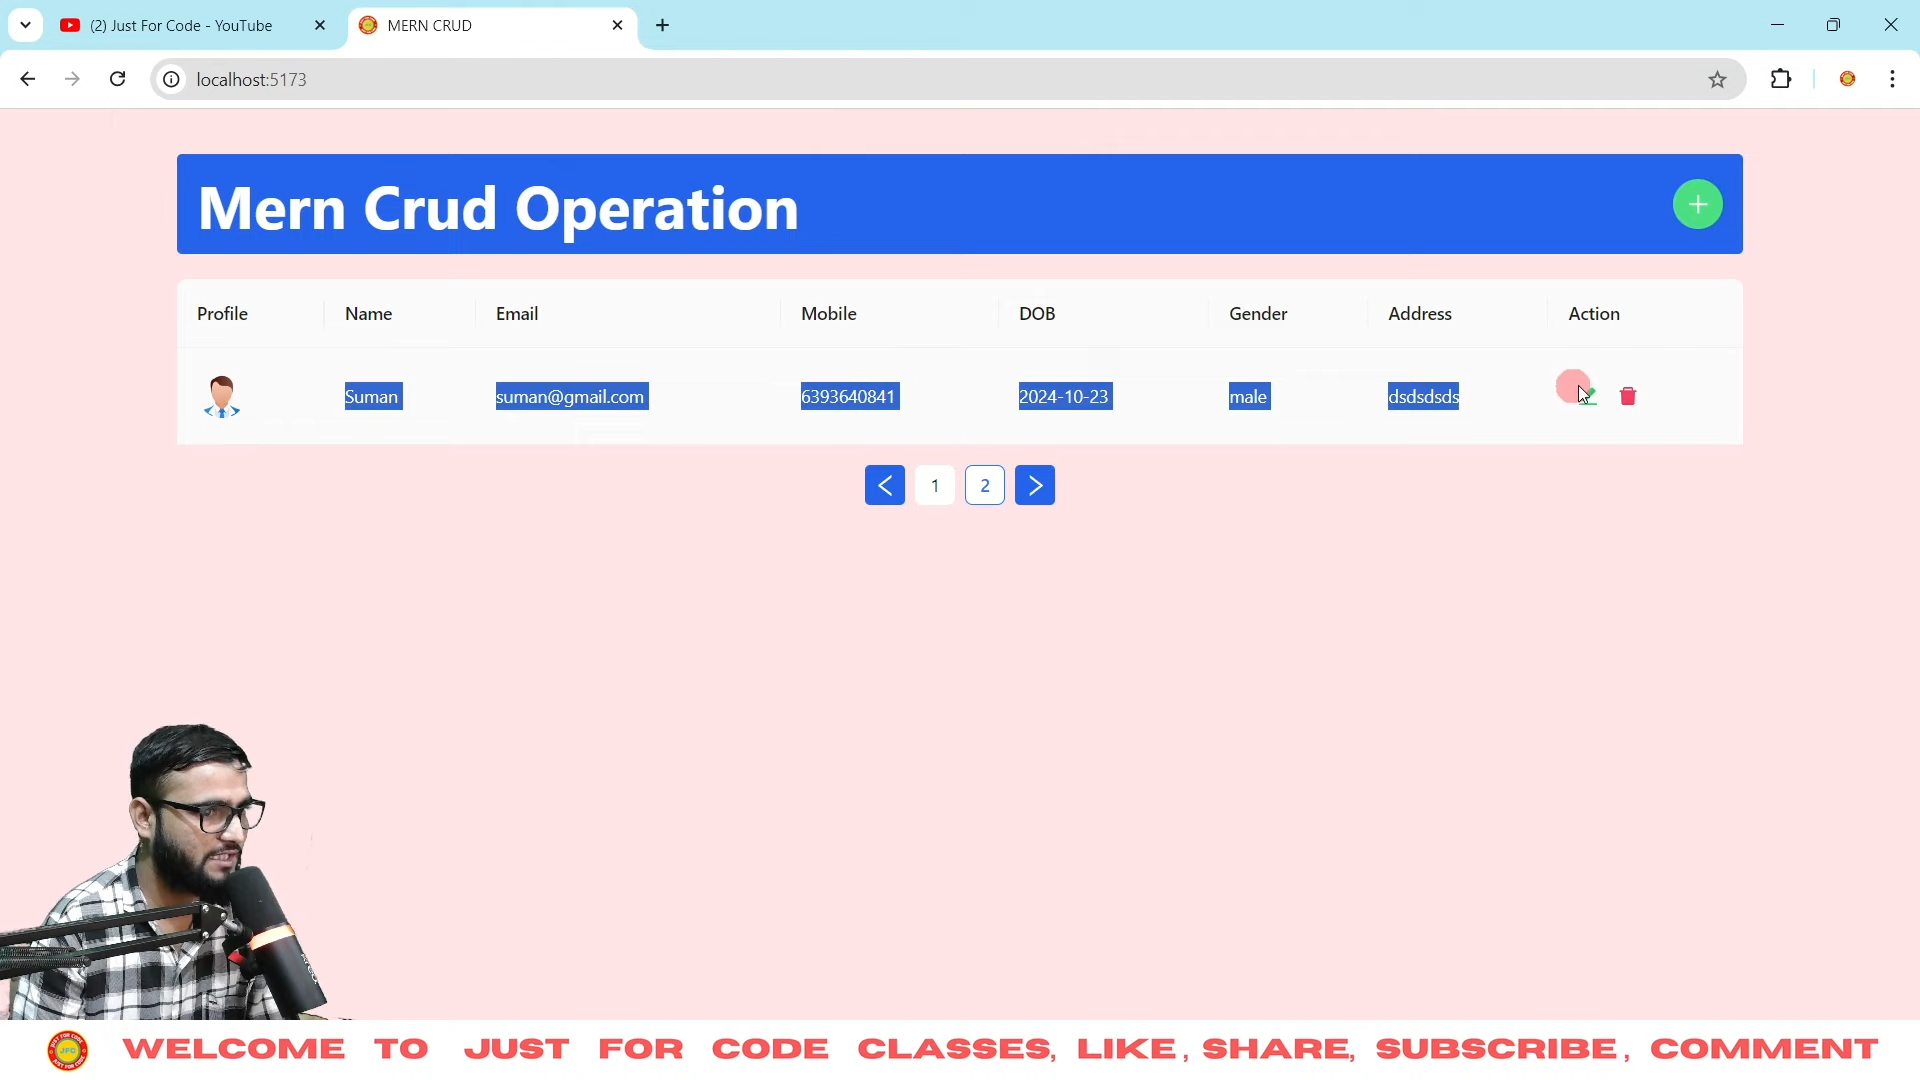 (2) Just For Code - YouTube
MERN CRUD
localhost:5173
Mern Crud Operation
Profile Name Email Mobile DOB Gender Address Action
Suman suman@gmail.com 6393640841 2024-10-23 male dsdsdsds
1 2
WELCOME TO JUST FOR CODE CLASSES, LIKE, SHARE, SUBSCRIBE, COMMENT